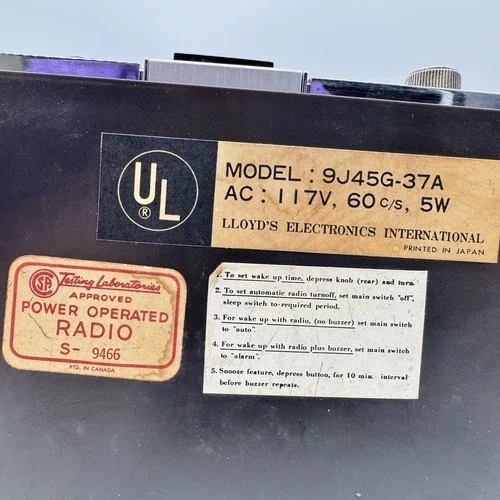 UL
®
MODEL : 9J45G-37A
AC : 117V, 60 c/s, 5W
LLOYD'S ELECTRONICS INTERNATIONAL
PRINTED IN JAPAN
SA Testing Laboratories
APPROVED
POWER OPERATED
RADIO
S- 9466
PTD. IN CANADA
1. To set wake up time, depress knob (rear) and turn.
2. To set automatic radio turnoff, set main switch "off",
sleep switch to required period.
3. For wake up with radio, (no buzzer) set main switch
to "auto".
4. For wake up with radio plus buzzer, set main switch
to "alarm".
5. Snooze feature, depress button, for 10 min. interval
before buzzer repeats.